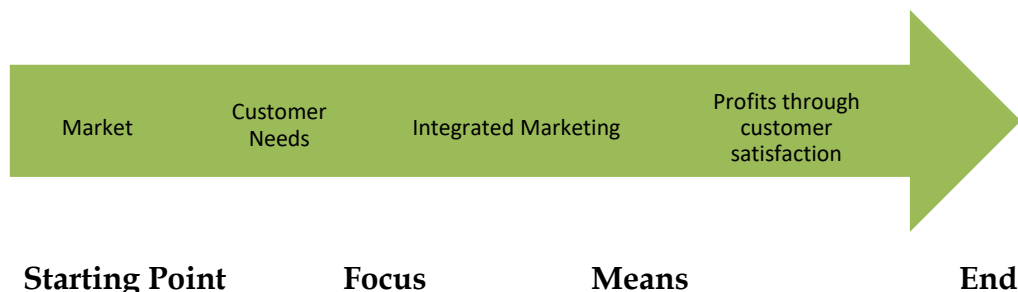 Market
Customer
Needs
Integrated Marketing
Profits through
customer
satisfaction
Starting Point Focus Means End